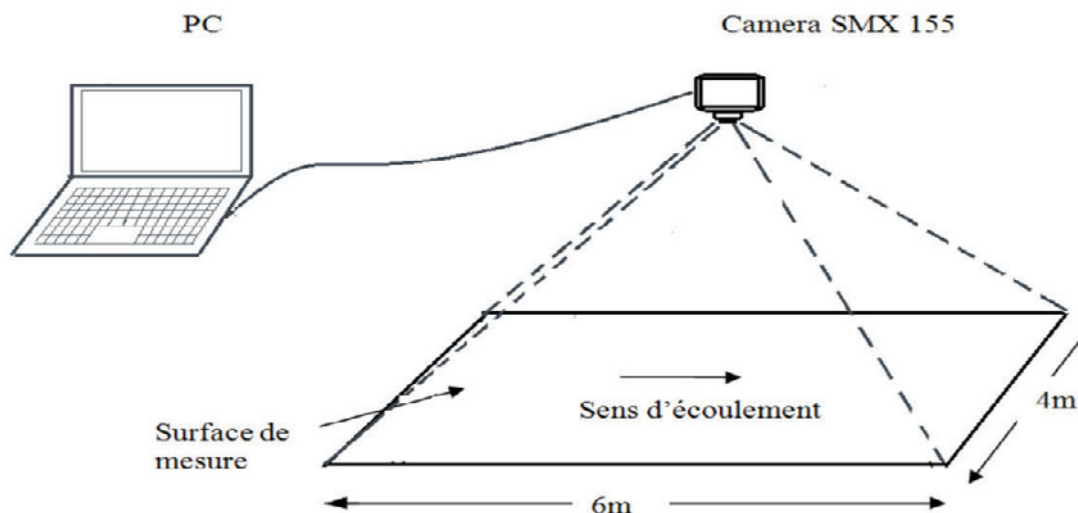 PC
Camera SMX 155
Sens d'écoulement
4m
Surface de
mesure
6m